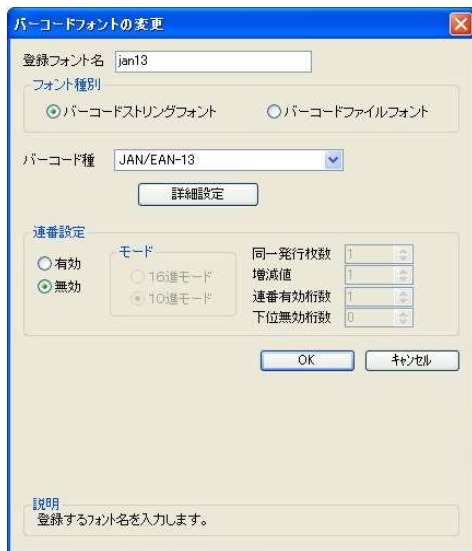 バーコードフォントの変更
登録フォント名 jan13
フォント種別
バーコードストリングフォント バーコードファイルフォント
バーコード種 JAN/EAN-13
詳細設定
連番設定
有効
無効
モード
16進モード
10進モード
同一発行枚数 1
増減値 1
連番有効桁数 1
下位無効桁数 0
OK キャンセル
説明
登録するフォント名を入力します。